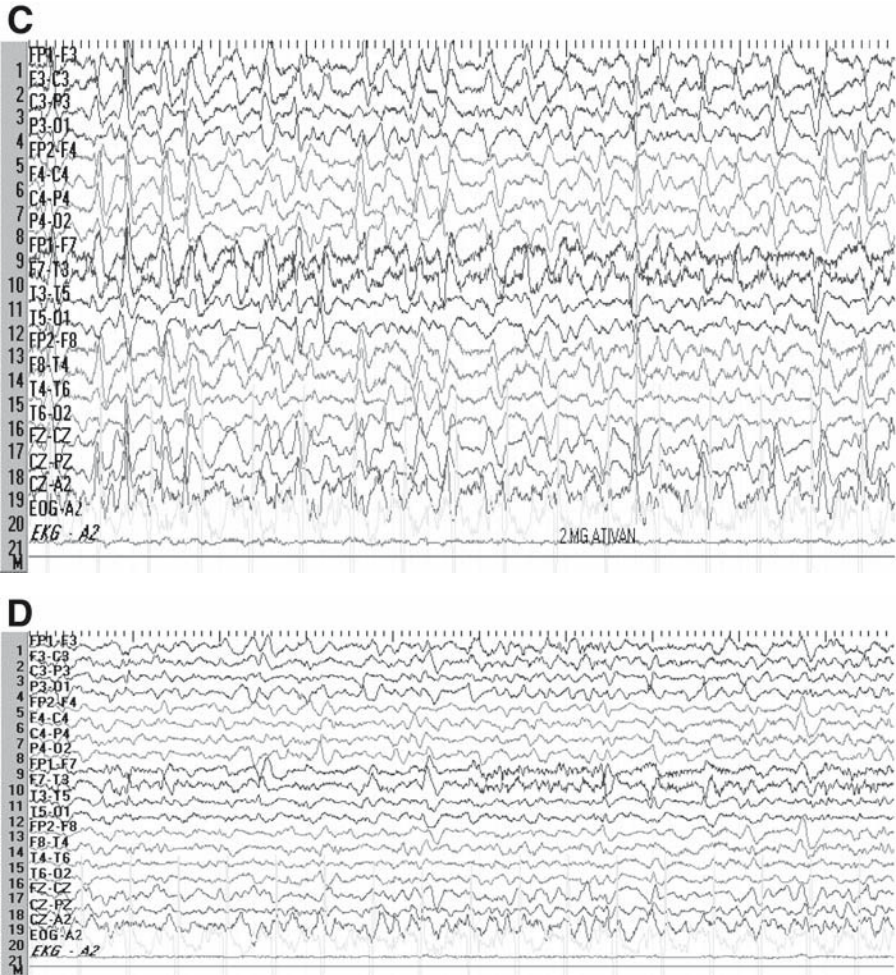 C
FP1-F3
1
F3-C3
2
C3-P3
3
P3-O1
4
FP2-F4
5
F4-C4
6
C4-P4
7
P4-O2
8
FP1-F7
9
F7-T3
10
T3-T5
11
T5-O1
12
FP2-F8
13
F8-T4
14
T4-T6
15
T6-O2
16
FZ-CZ
17
CZ-PZ
18
CZ-A2
19
EOG-A2
20
EKG - A2
2 MG ATIVAN
21
M
D
FP1-F3
1
F3-C3
2
C3-P3
3
P3-O1
4
FP2-F4
5
F4-C4
6
C4-P4
7
P4-O2
8
FP1-F7
9
F7-T3
10
T3-T5
11
T5-O1
12
FP2-F8
13
F8-T4
14
T4-T6
15
T6-O2
16
FZ-CZ
17
CZ-PZ
18
CZ-A2
19
EOG-A2
20
EKG - A2
21
M